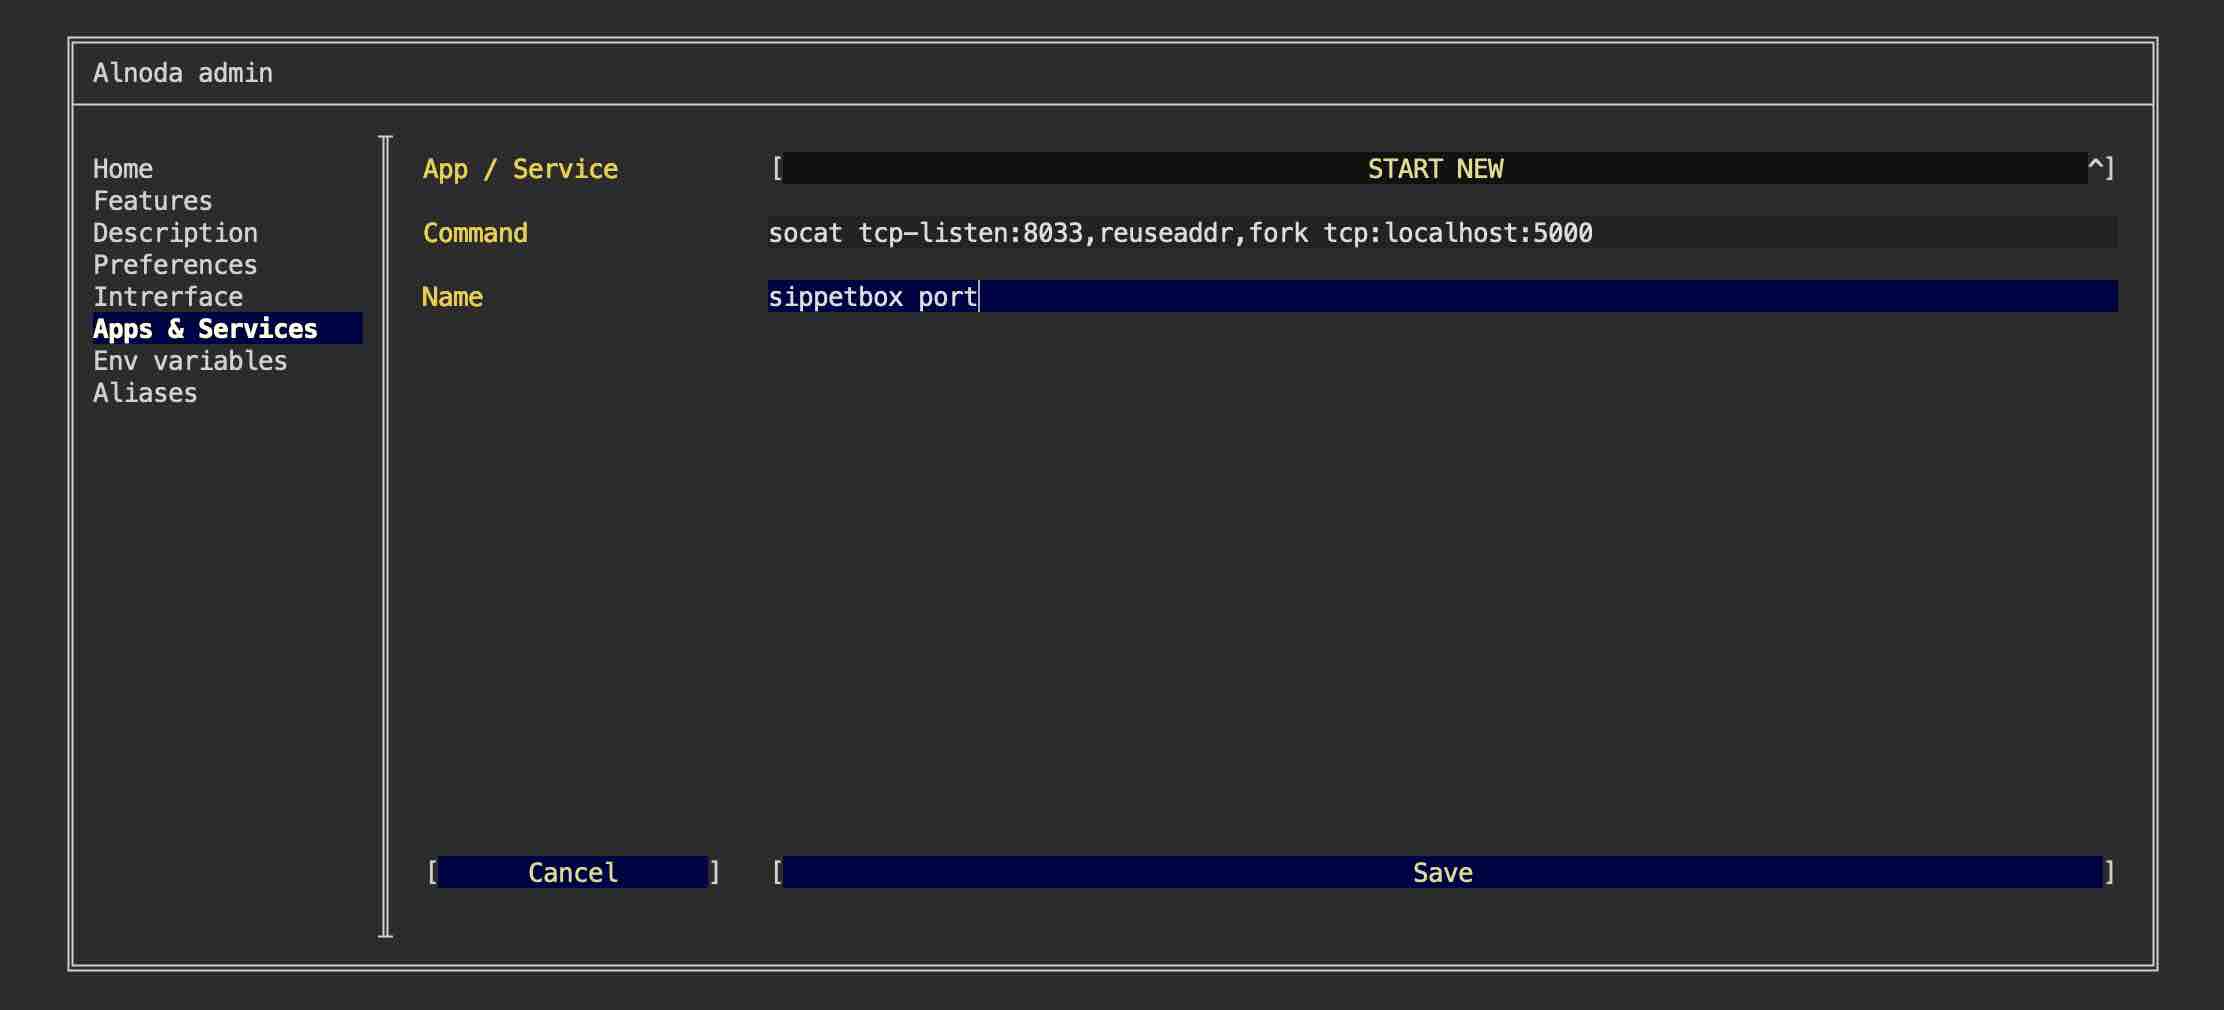 Alnoda admin
Home
Features
Description
Preferences
Intrerface
Apps & Services
Env variables
Aliases
App / Service [ START NEW ^]
Command socat tcp-listen:8033,reuseaddr,fork tcp:localhost:5000
Name sippetbox port
[ Cancel ] [ Save ]